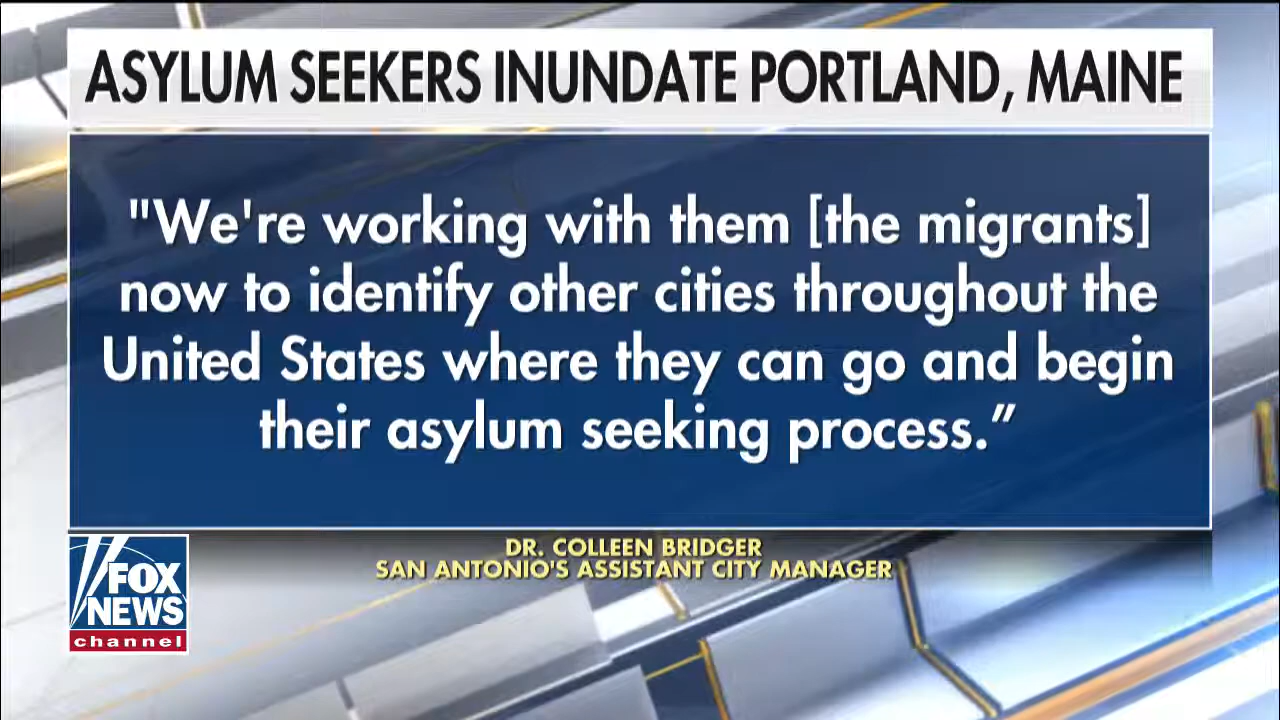 ASYLUM SEEKERS INUNDATE PORTLAND, MAINE
"We're working with them [the migrants]
now to identify other cities throughout the
United States where they can go and begin
their asylum seeking process.”
DR. COLLEEN BRIDGER
SAN ANTONIO'S ASSISTANT CITY MANAGER
FOX
NEWS
channel